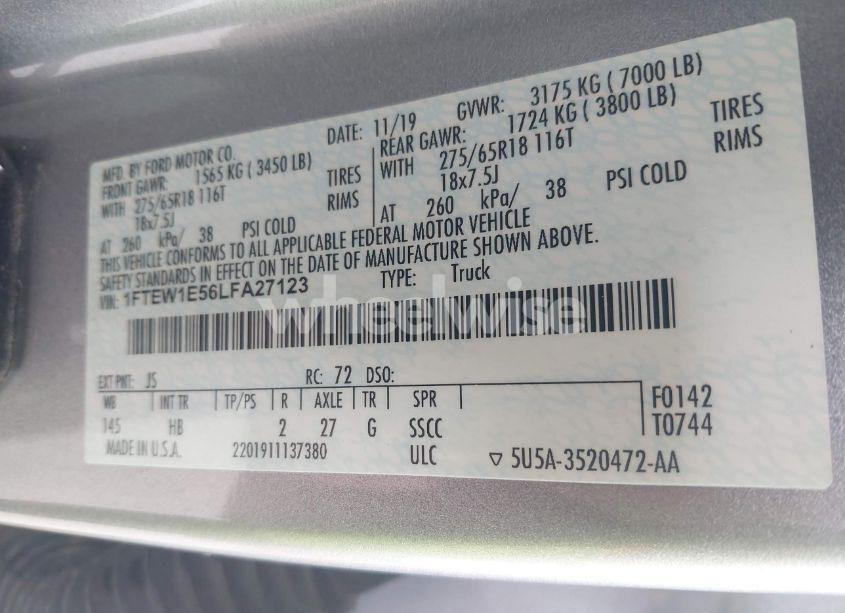 MFD. BY FORD MOTOR CO.
DATE: 11/19 GVWR: 3175 KG ( 7000 LB)
FRONT GAWR: 1565 KG ( 3450 LB)
WITH 275/65R18 116T TIRES
18x7.5J RIMS
AT 260 kPa/ 38 PSI COLD
REAR GAWR: 1724 KG ( 3800 LB)
WITH 275/65R18 116T TIRES
18x7.5J RIMS
AT 260 kPa/ 38 PSI COLD
THIS VEHICLE CONFORMS TO ALL APPLICABLE FEDERAL MOTOR VEHICLE
SAFETY STANDARDS IN EFFECT ON THE DATE OF MANUFACTURE SHOWN ABOVE.
VIN: 1FTEW1E56LFA27123 TYPE: Truck
wheelwise
EXT PNT: JS RC: 72 DSO:
WB INT TR TP/PS R AXLE TR SPR
145 HB 2 27 G SSCC
F0142
T0744
MADE IN U.S.A. 2201911137380 ULC ▽ 5U5A-3520472-AA